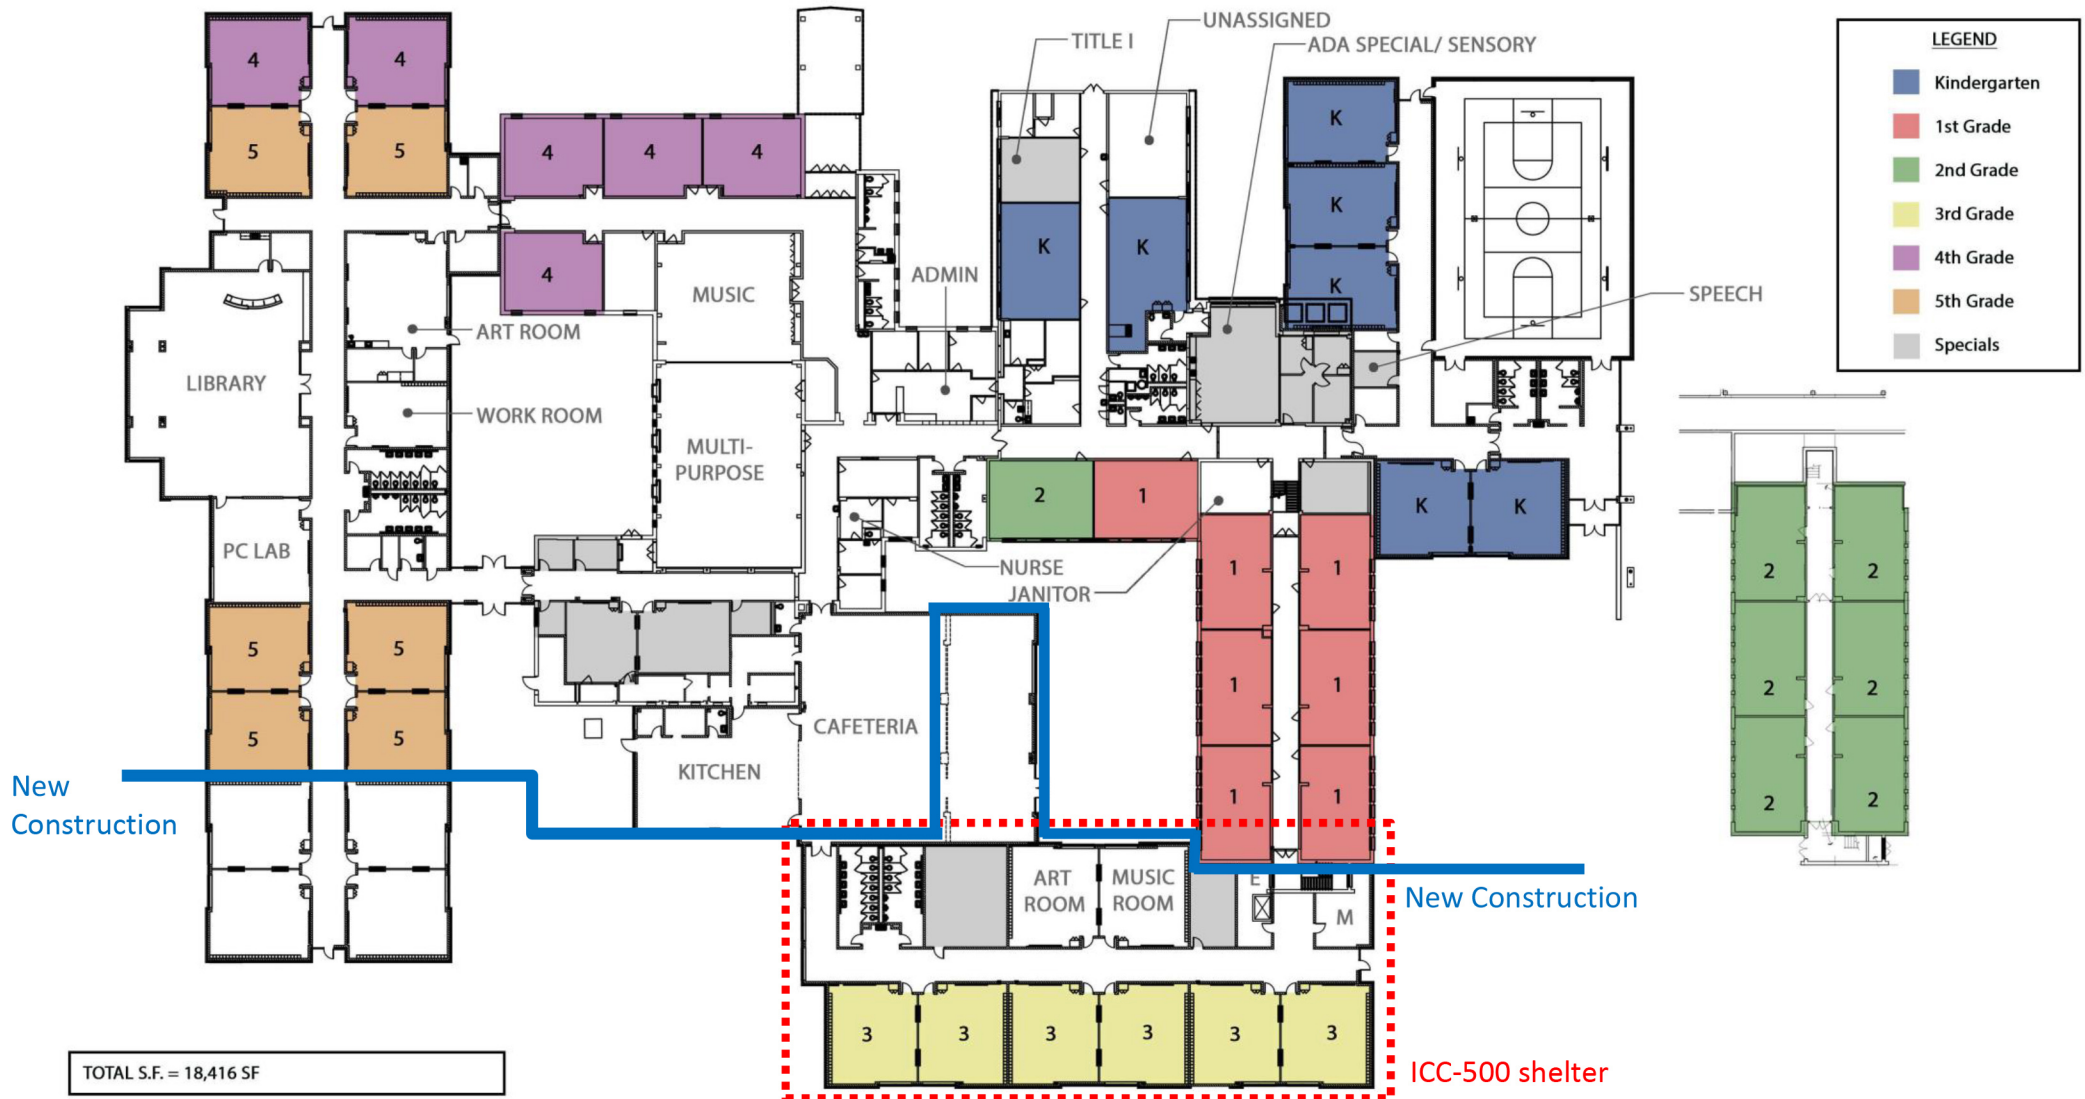 UNASSIGNED
TITLE I
ADA SPECIAL/ SENSORY
LEGEND
Kindergarten
1st Grade
2nd Grade
3rd Grade
4th Grade
5th Grade
Specials
4
4
5
5
4
4
4
4
K
K
K
K
K
SPEECH
ADMIN
MUSIC
ART ROOM
LIBRARY
WORK ROOM
MULTI-
PURPOSE
2
1
K
K
PC LAB
NURSE
JANITOR
1
1
2
2
5
5
1
1
2
2
5
5
CAFETERIA
KITCHEN
1
1
2
2
New
Construction
ART
ROOM
MUSIC
ROOM
E
M
New Construction
3
3
3
3
3
3
ICC-500 shelter
TOTAL S.F. = 18,416 SF